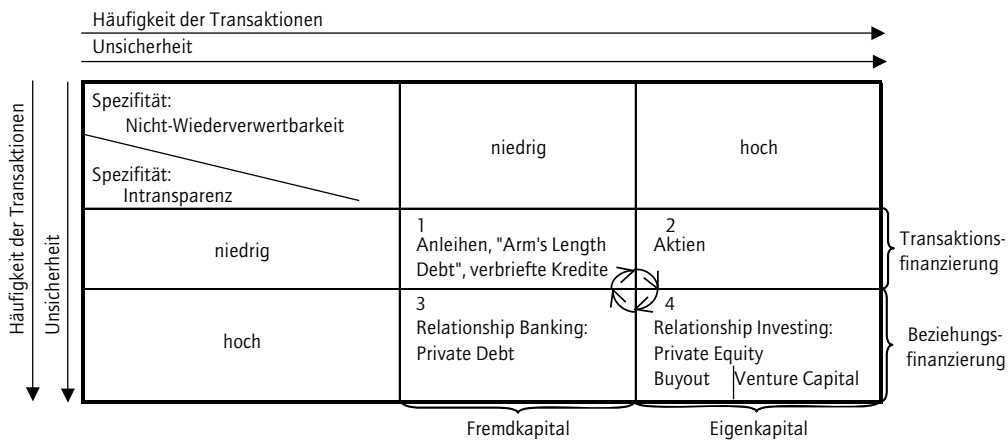 Häufigkeit der Transaktionen
Unsicherheit
Häufigkeit der Transaktionen
Unsicherheit
Spezifität:
Nicht-Wiederverwertbarkeit
Spezifität:
Intransparenz
niedrig
hoch
niedrig
1
Anleihen, "Arm's Length
Debt", verbriefte Kredite
2
Aktien
Transaktions-
finanzierung
hoch
3
Relationship Banking:
Private Debt
4
Relationship Investing:
Private Equity
Buyout
Venture Capital
Beziehungs-
finanzierung
Fremdkapital
Eigenkapital